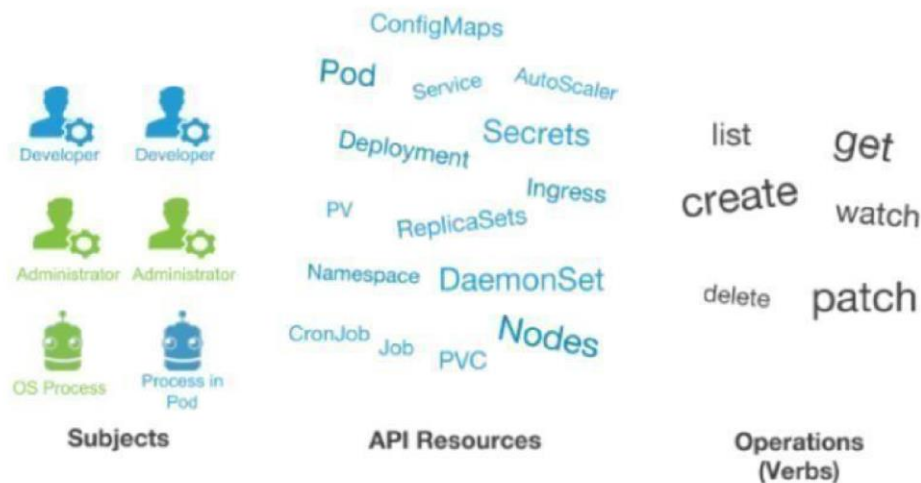 ConfigMaps
Pod
Service
AutoScaler
Developer
Developer
Deployment
Secrets
list
get
Ingress
create
watch
PV
ReplicaSets
Administrator
Administrator
Namespace
DaemonSet
delete
patch
CronJob
Job
PVC
Nodes
OS Process
Process in
Pod
Subjects
API Resources
Operations
(Verbs)